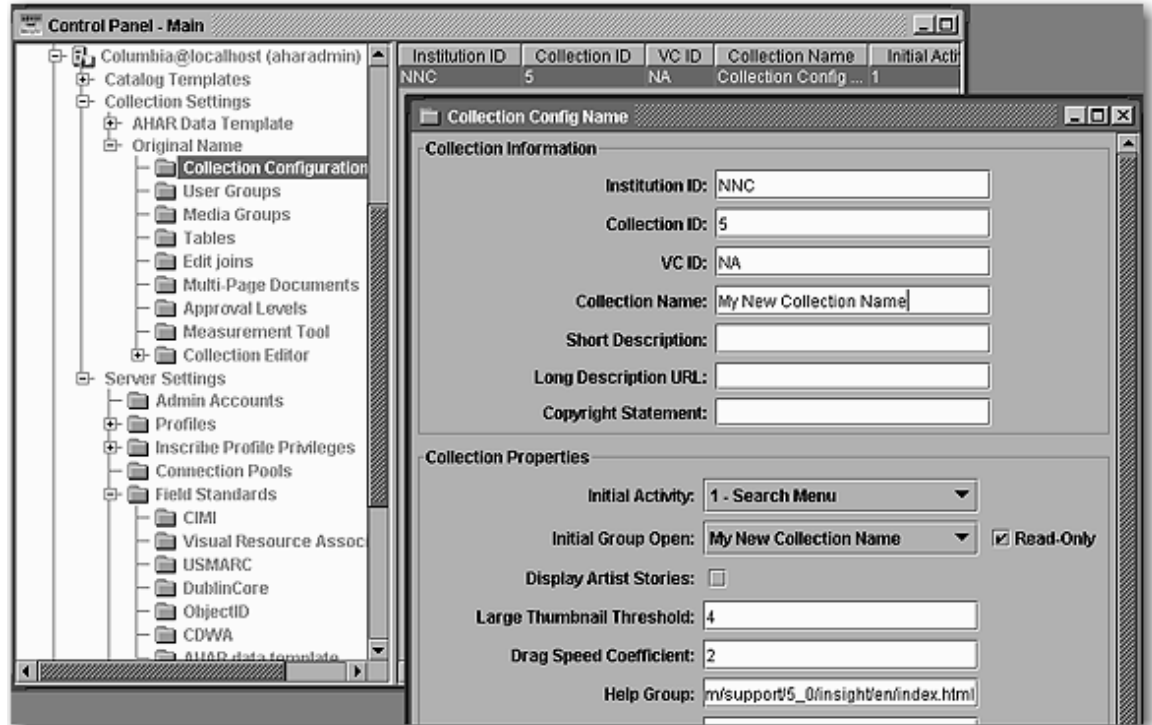 Control Panel - Main
Columbia@localhost (aharadmin)
Catalog Templates
Collection Settings
AHAR Data Template
Original Name
Collection Configuration
User Groups
Media Groups
Tables
Edit joins
Multi-Page Documents
Approval Levels
Measurement Tool
Collection Editor
Server Settings
Admin Accounts
Profiles
Inscribe Profile Privileges
Connection Pools
Field Standards
CIMI
Visual Resource Assoc
USMARC
DublinCore
ObjectID
CDWA
AHAR data template
Institution ID Collection ID VC ID Collection Name Initial Acti
NNC 5 NA Collection Config ... 1
Collection Config Name
Collection Information
Institution ID: NNC
Collection ID: 5
VC ID: NA
Collection Name: My New Collection Name
Short Description:
Long Description URL:
Copyright Statement:
Collection Properties
Initial Activity: 1 - Search Menu
Initial Group Open: My New Collection Name Read-Only
Display Artist Stories:
Large Thumbnail Threshold: 4
Drag Speed Coefficient: 2
Help Group: m/support/5_0/insight/en/index.html